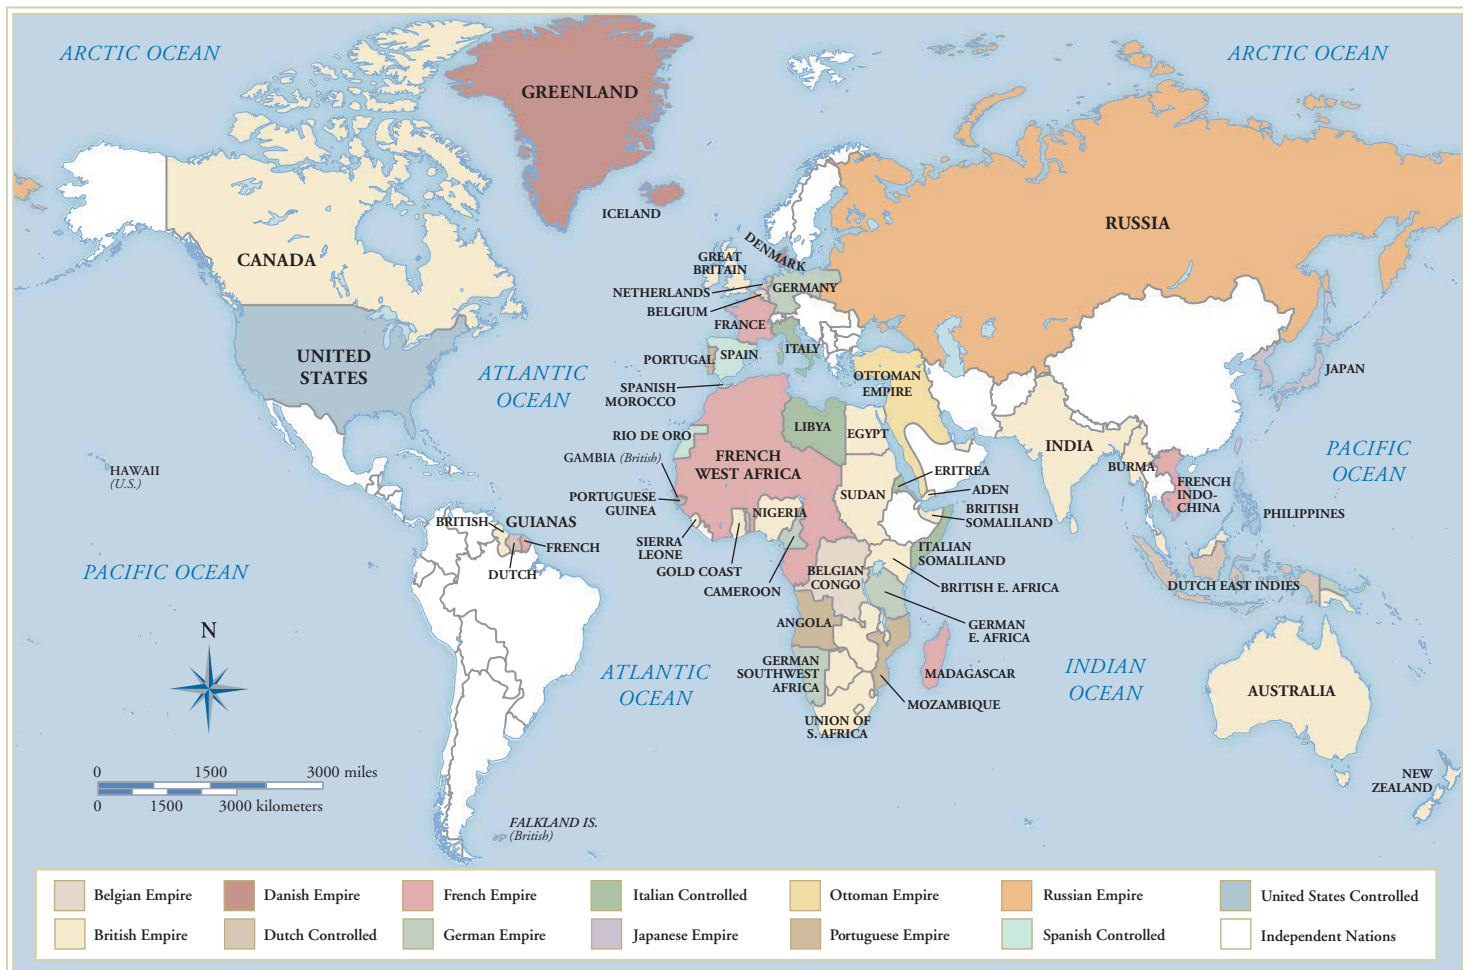 ARCTIC OCEAN
ARCTIC OCEAN
GREENLAND
ICELAND
RUSSIA
CANADA
DENMARK
GREAT
BRITAIN
NETHERLANDS
GERMANY
BELGIUM
FRANCE
UNITED
STATES
ITALY
PORTUGAL
SPAIN
JAPAN
ATLANTIC
OCEAN
SPANISH
MOROCCO
OTTOMAN
EMPIRE
LIBYA
EGYPT
RIO DE ORO
INDIA
PACIFIC
OCEAN
GAMBIA (British)
FRENCH
WEST AFRICA
HAWAII
(U.S.)
ERITREA
BURMA
FRENCH
INDO-
CHINA
PORTUGUESE
GUINEA
SUDAN
ADEN
BRITISH
SOMALILAND
PHILIPPINES
NIGERIA
BRITISH
GUIANAS
FRENCH
DUTCH
SIERRA
LEONE
GOLD COAST
CAMEROON
ITALIAN
SOMALILAND
PACIFIC OCEAN
BELGIAN
CONGO
BRITISH E. AFRICA
DUTCH EAST INDIES
ANGOLA
GERMAN
E. AFRICA
N
ATLANTIC
OCEAN
GERMAN
SOUTHWEST
AFRICA
MADAGASCAR
INDIAN
OCEAN
AUSTRALIA
MOZAMBIQUE
UNION OF
S. AFRICA
0 1500 3000 miles
0 1500 3000 kilometers
NEW
ZEALAND
FALKLAND IS.
(British)
Belgian Empire
Danish Empire
French Empire
Italian Controlled
Ottoman Empire
Russian Empire
United States Controlled
British Empire
Dutch Controlled
German Empire
Japanese Empire
Portuguese Empire
Spanish Controlled
Independent Nations